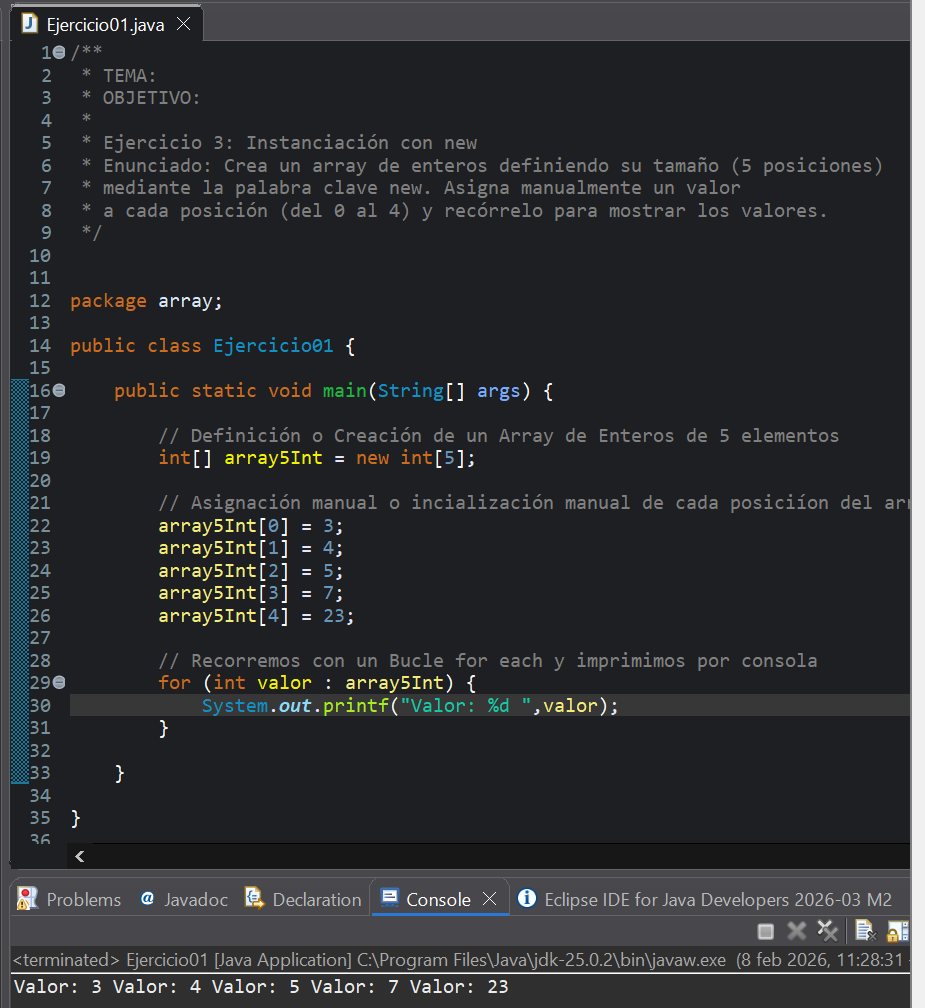 Ejercicio01.java
1 /**
2 * TEMA:
3 * OBJETIVO:
4 *
5 * Ejercicio 3: Instanciación con new
6 * Enunciado: Crea un array de enteros definiendo su tamaño (5 posiciones)
7 * mediante la palabra clave new. Asigna manualmente un valor
8 * a cada posición (del 0 al 4) y recórrelo para mostrar los valores.
9 */
10
11
12 package array;
13
14 public class Ejercicio01 {
15
16 public static void main(String[] args) {
17
18 // Definición o Creación de un Array de Enteros de 5 elementos
19 int[] array5Int = new int[5];
20
21 // Asignación manual o incialización manual de cada posiciíon del arr
22 array5Int[0] = 3;
23 array5Int[1] = 4;
24 array5Int[2] = 5;
25 array5Int[3] = 7;
26 array5Int[4] = 23;
27
28 // Recorremos con un Bucle for each y imprimimos por consola
29 for (int valor : array5Int) {
30 System.out.printf("Valor: %d ",valor);
31 }
32
33 }
34
35 }
36
Problems @ Javadoc Declaration Console Eclipse IDE for Java Developers 2026-03 M2
<terminated> Ejercicio01 [Java Application] C:\Program Files\Java\jdk-25.0.2\bin\javaw.exe (8 feb 2026, 11:28:31
Valor: 3 Valor: 4 Valor: 5 Valor: 7 Valor: 23